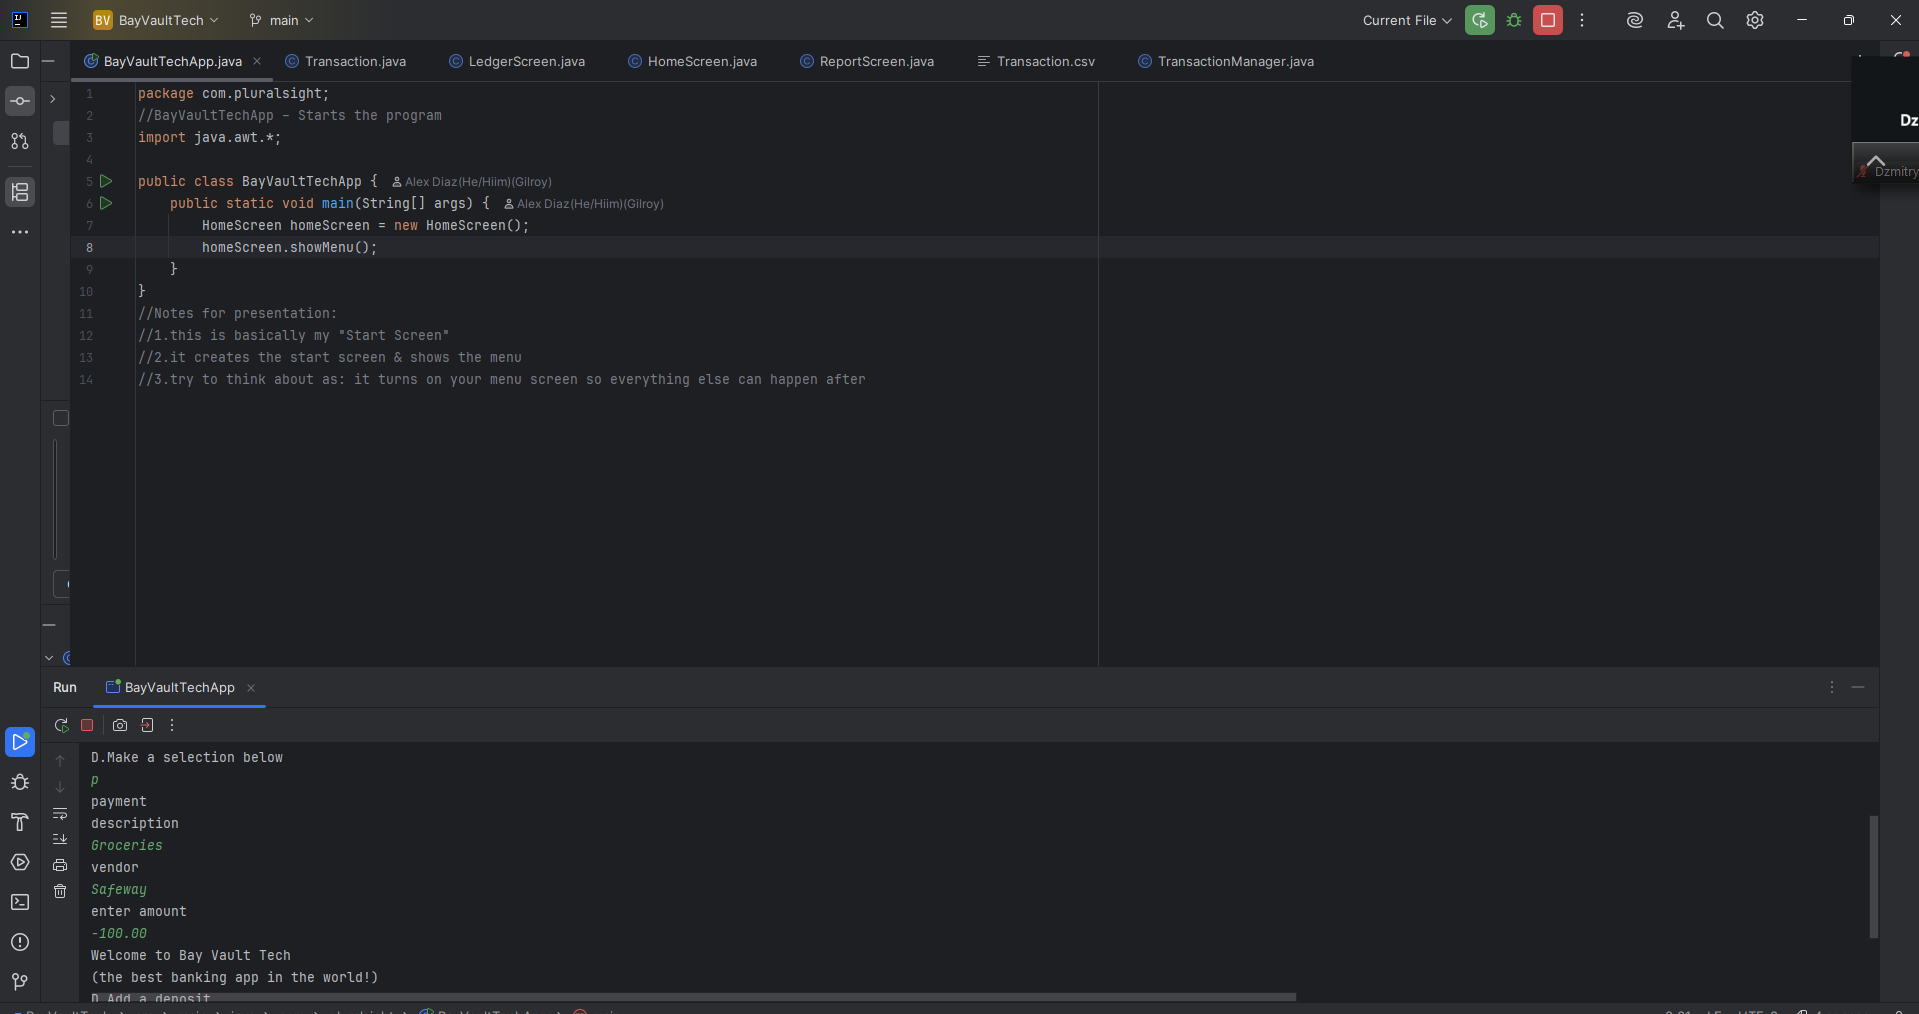 BV BayVaultTech main Current File
BayVaultTechApp.java Transaction.java LedgerScreen.java HomeScreen.java ReportScreen.java Transaction.csv TransactionManager.java
1 package com.pluralsight;
2 //BayVaultTechApp – Starts the program
3 import java.awt.*;
4
5 public class BayVaultTechApp { Alex Diaz(He/Hiim)(Gilroy)
6 public static void main(String[] args) { Alex Diaz(He/Hiim)(Gilroy)
7 HomeScreen homeScreen = new HomeScreen();
8 homeScreen.showMenu();
9 }
10 }
11 //Notes for presentation:
12 //1.this is basically my "Start Screen"
13 //2.it creates the start screen & shows the menu
14 //3.try to think about as: it turns on your menu screen so everything else can happen after
Dz
Dzmitry
Run BayVaultTechApp
D.Make a selection below
p
payment
description
Groceries
vendor
Safeway
enter amount
-100.00
Welcome to Bay Vault Tech
(the best banking app in the world!)
D Add a deposit